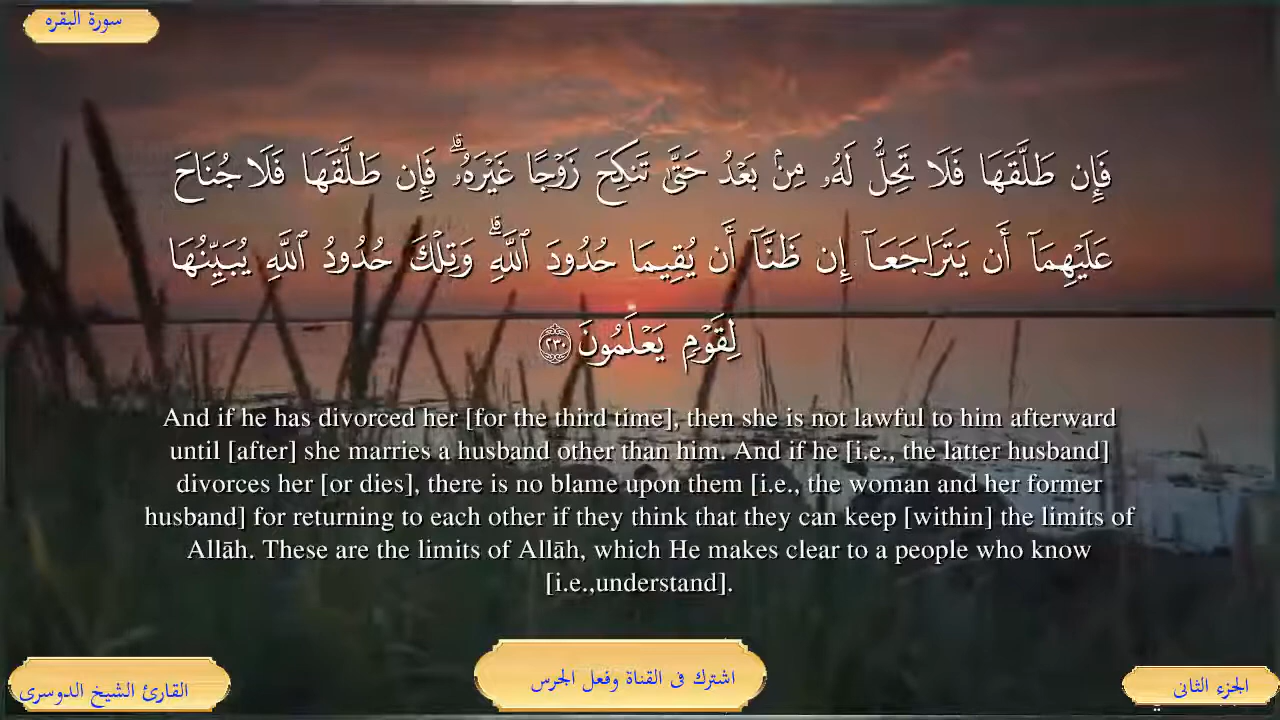 سورة البقره
فَإِن طَلَّقَهَا فَلَا تَحِلُّ لَهُۥ مِنۢ بَعْدُ حَتَّىٰ تَنكِحَ زَوْجًا غَيْرَهُۥ ۗ فَإِن طَلَّقَهَا فَلَا جُنَاحَ
عَلَيْهِمَآ أَن يَتَرَاجَعَآ إِن ظَنَّآ أَن يُقِيمَا حُدُودَ ٱللَّهِ ۗ وَتِلْكَ حُدُودُ ٱللَّهِ يُبَيِّنُهَا
لِقَوْمٍ يَعْلَمُونَ ٢٣٠
And if he has divorced her [for the third time], then she is not lawful to him afterward
until [after] she marries a husband other than him. And if he [i.e., the latter husband]
divorces her [or dies], there is no blame upon them [i.e., the woman and her former
husband] for returning to each other if they think that they can keep [within] the limits of
Allāh. These are the limits of Allāh, which He makes clear to a people who know
[i.e.,understand].
القارئ الشيخ الدوسرى
اشترك فى القناة وفعل الجرس
الجزء الثانى